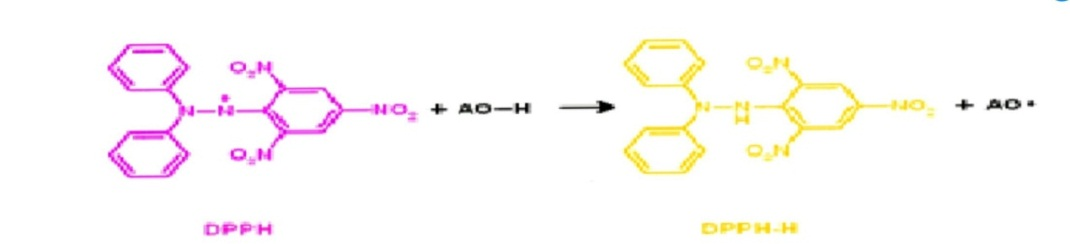 O₂N O₂N
N–N•–NO₂ + AO–H → N–N–NO₂ + AO•
H
O₂N O₂N
DPPH DPPH-H